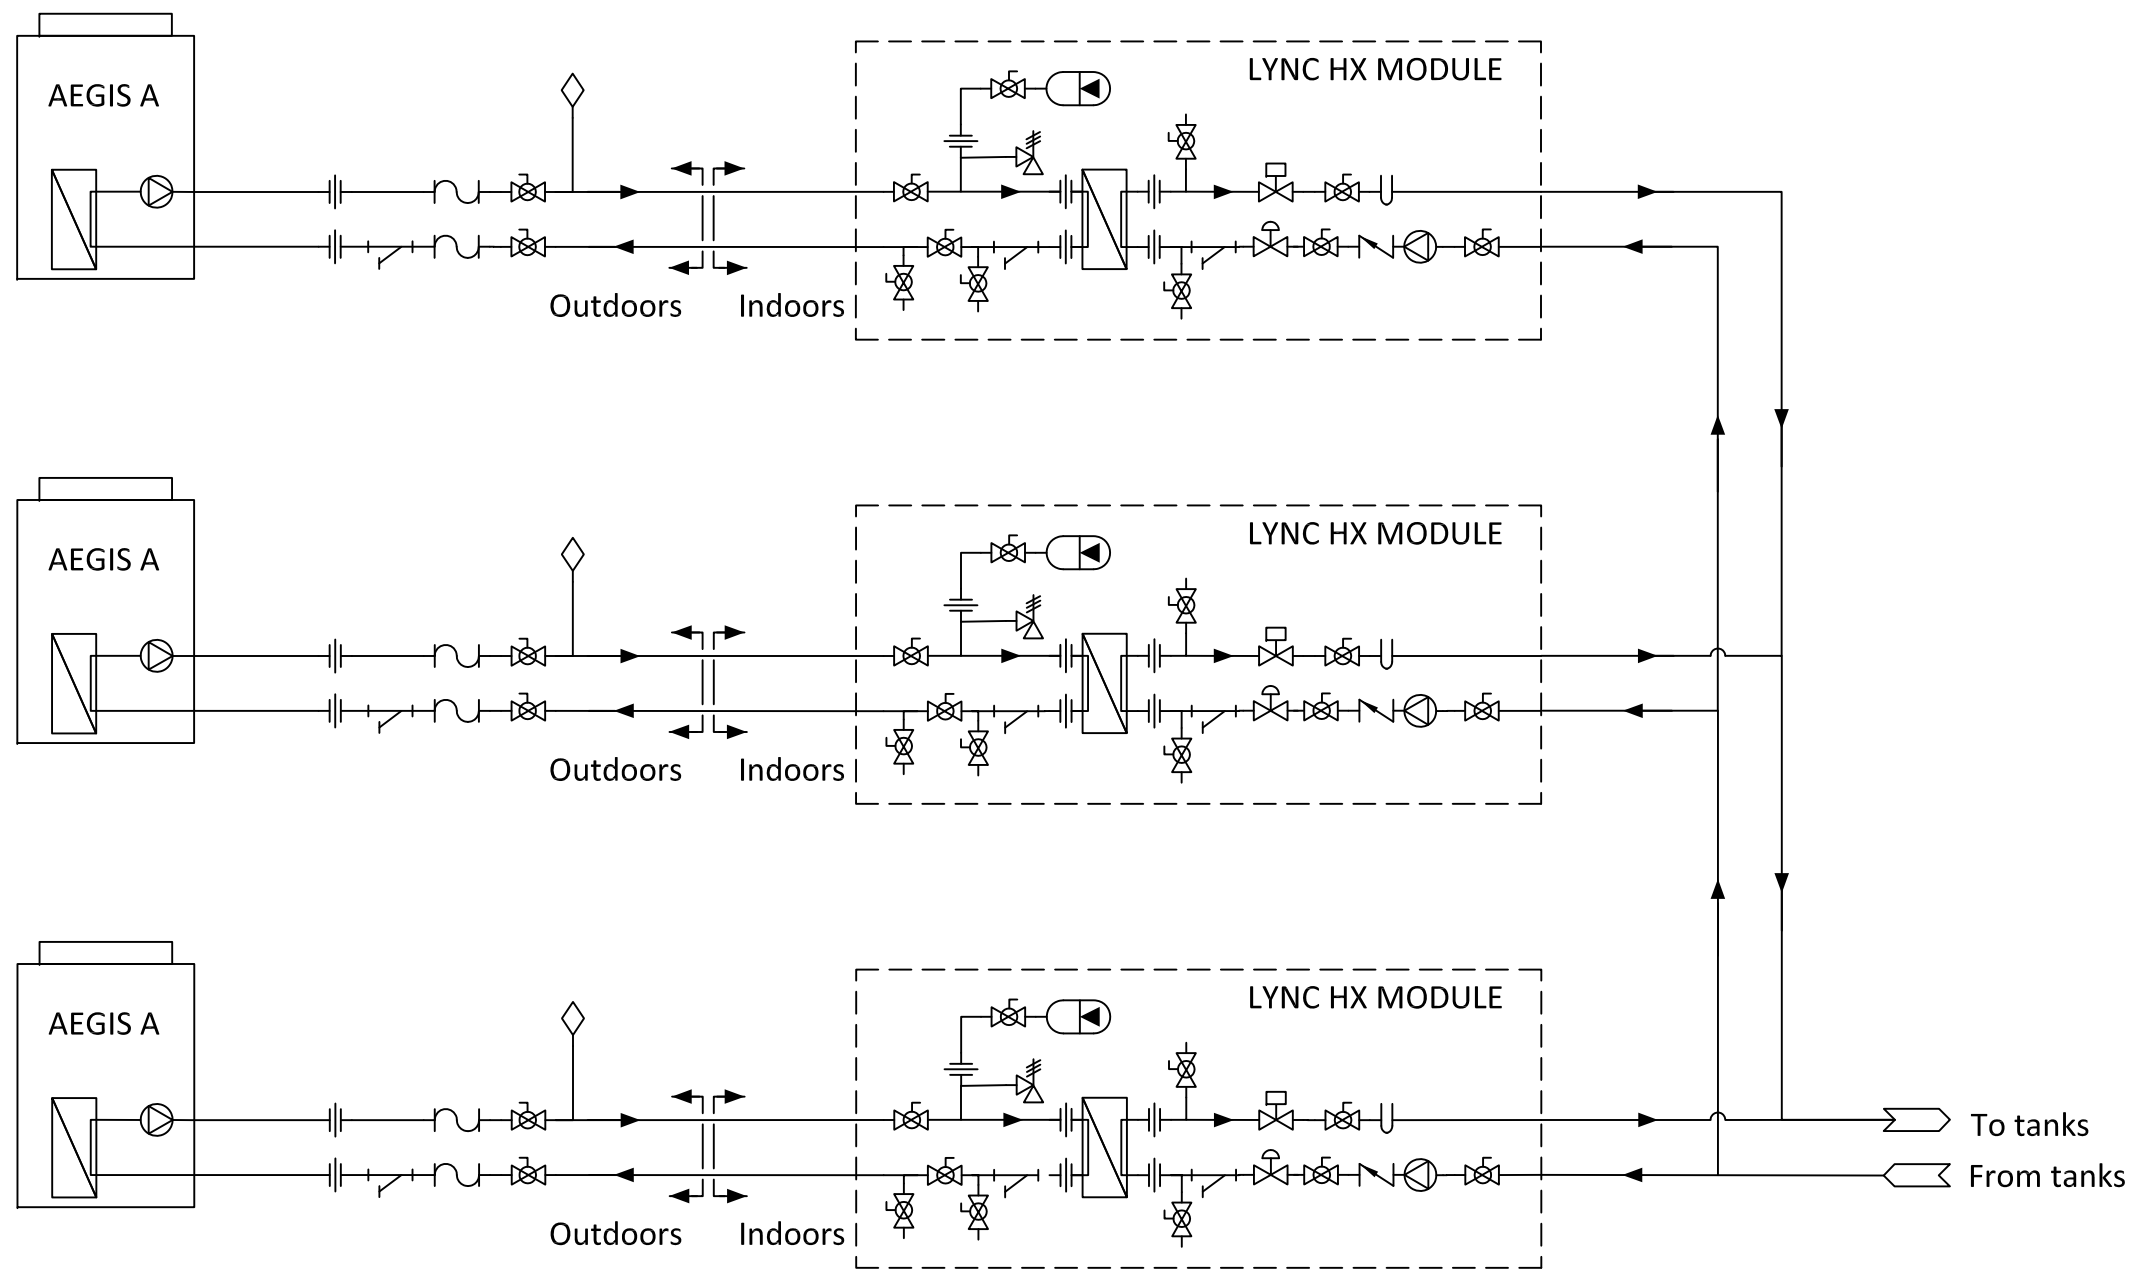 LYNC HX MODULE
AEGIS A
Outdoors
Indoors
LYNC HX MODULE
AEGIS A
Outdoors
Indoors
LYNC HX MODULE
AEGIS A
To tanks
From tanks
Outdoors
Indoors